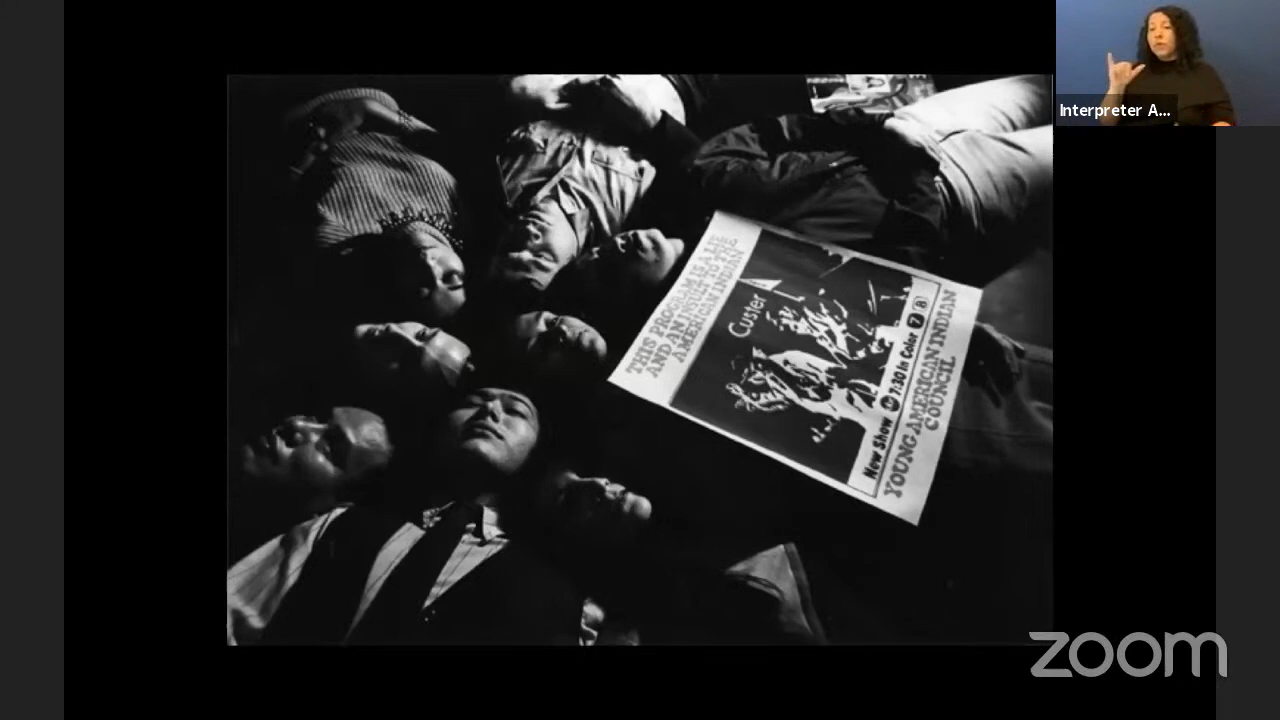 Interpreter A...
THIS PROGRAM IS A LIE
AND AN INSULT TO THE
AMERICAN INDIAN
Custer
New Show 7:30 In Color 7 8
YOUNG AMERICAN INDIAN
COUNCIL
zoom